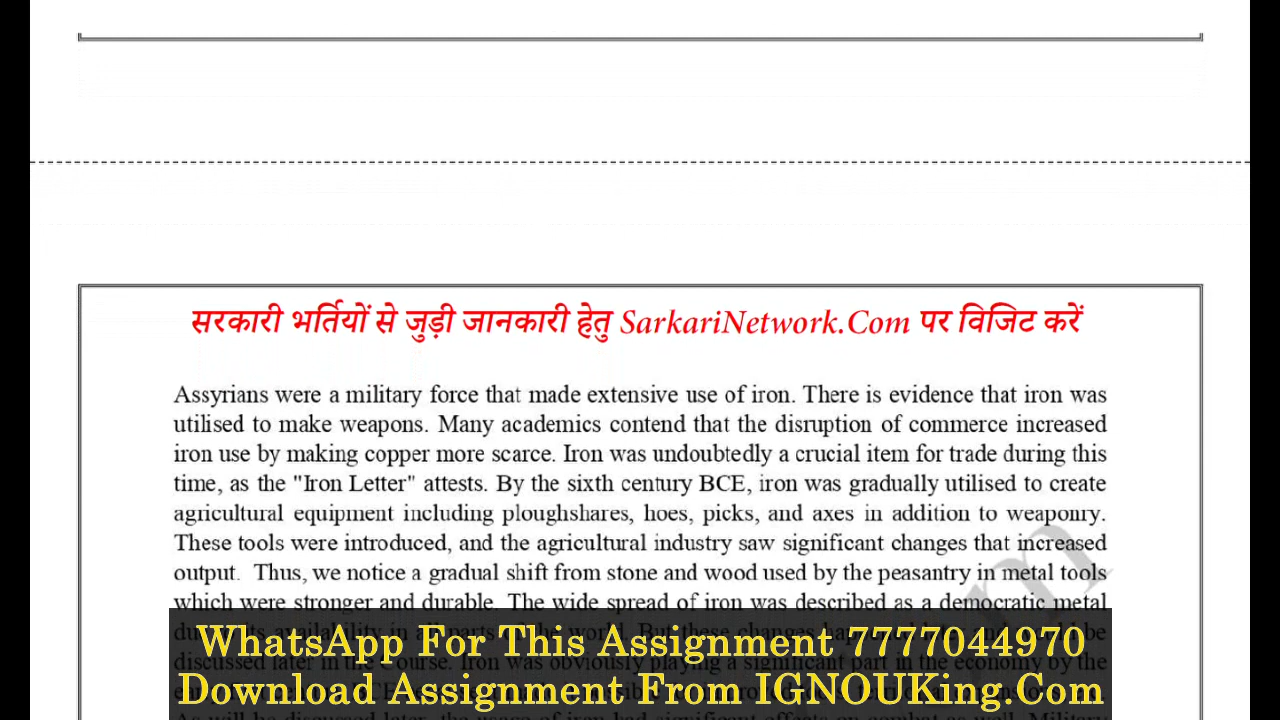 सरकारी भर्तियों से जुड़ी जानकारी हेतु SarkariNetwork.Com पर विजिट करें
Assyrians were a military force that made extensive use of iron. There is evidence that iron was
utilised to make weapons. Many academics contend that the disruption of commerce increased
iron use by making copper more scarce. Iron was undoubtedly a crucial item for trade during this
time, as the "Iron Letter" attests. By the sixth century BCE, iron was gradually utilised to create
agricultural equipment including ploughshares, hoes, picks, and axes in addition to weaponry.
These tools were introduced, and the agricultural industry saw significant changes that increased
output. Thus, we notice a gradual shift from stone and wood used by the peasantry in metal tools
which were stronger and durable. The wide spread of iron was described as a democratic metal
WhatsApp For This Assignment 7777044970
Download Assignment From IGNOUKing.Com